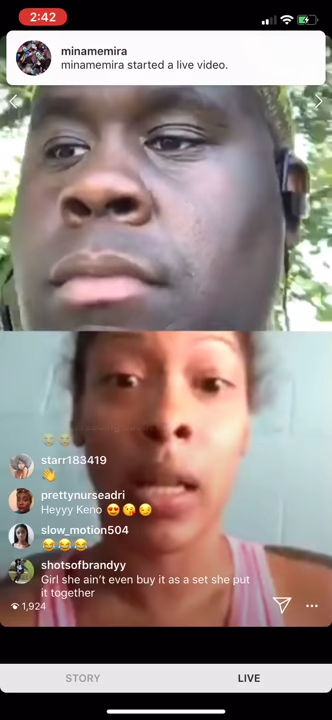 2:42
minamemira
minamemira started a live video.
starr183419
👏
prettynurseadri
Heyyy Keno 😍😘😏
slow_motion504
😂😂😂
shotsofbrandyy
Girl she ain't even buy it as a set she put
it together
1,924
STORY
LIVE